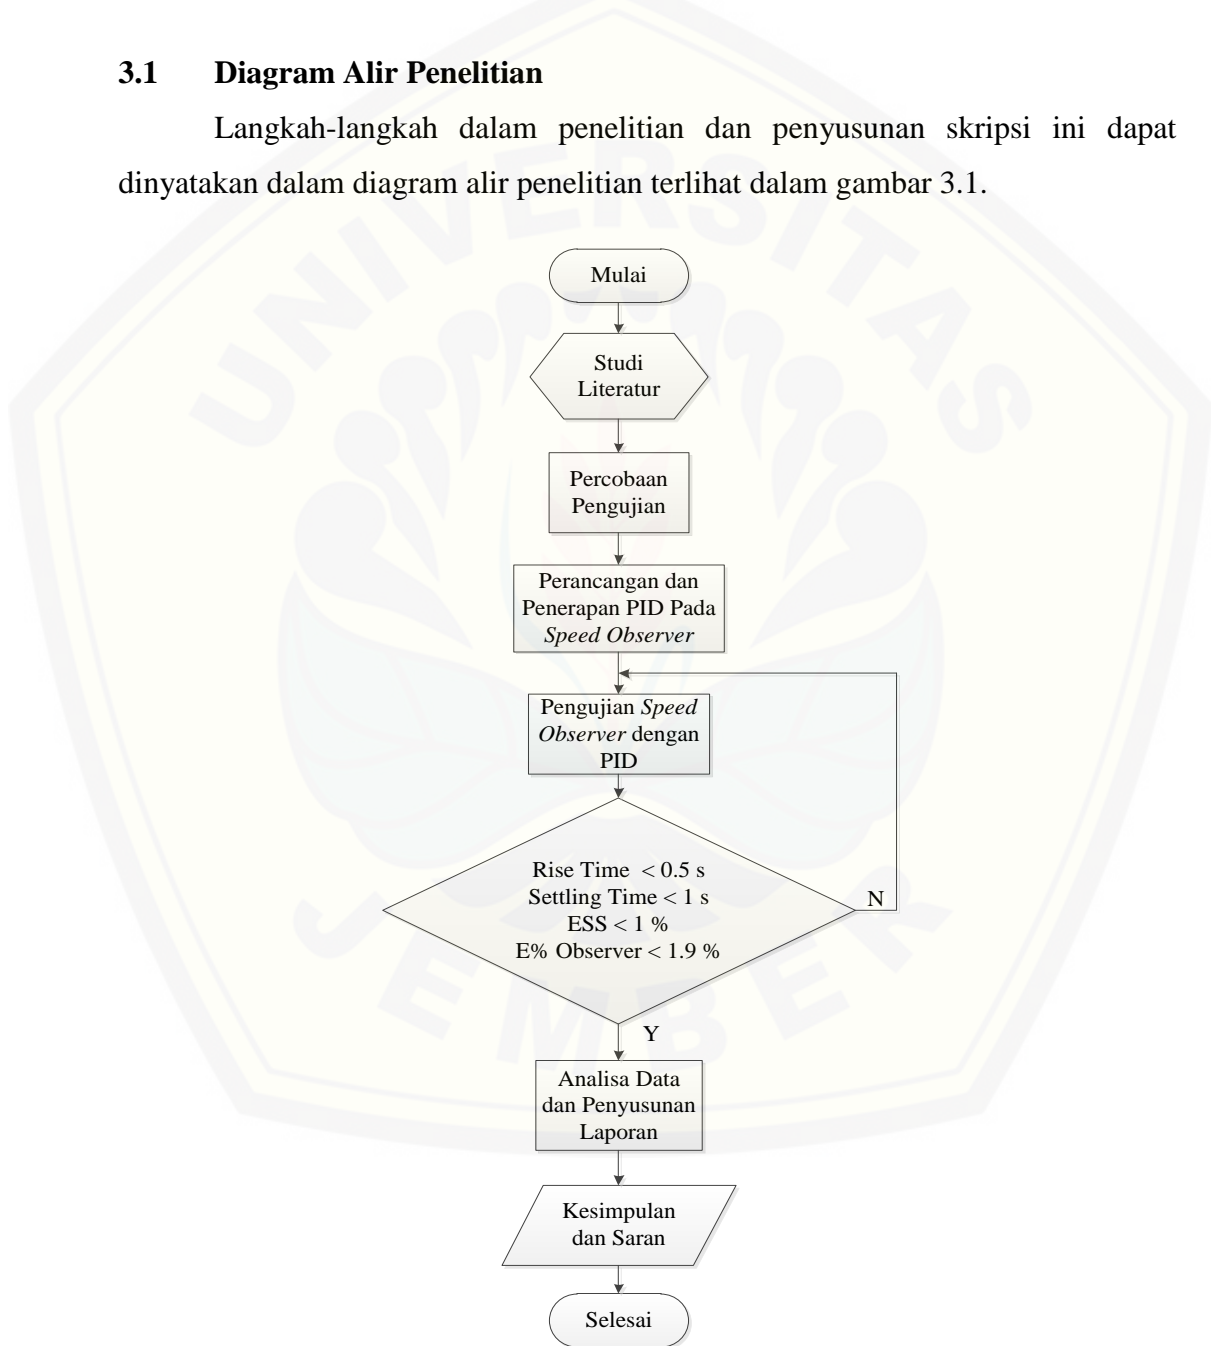 3.1 Diagram Alir Penelitian
Langkah-langkah dalam penelitian dan penyusunan skripsi ini dapat
dinyatakan dalam diagram alir penelitian terlihat dalam gambar 3.1.
UNIVERSITAS
Mulai
Studi
Literatur
Percobaan
Pengujian
Perancangan dan
Penerapan PID Pada
Speed Observer
Pengujian Speed
Observer dengan
PID
Rise Time < 0.5 s
Settling Time < 1 s
ESS < 1 %
E% Observer < 1.9 %
N
Y
JEMBER
Analisa Data
dan Penyusunan
Laporan
Kesimpulan
dan Saran
Selesai